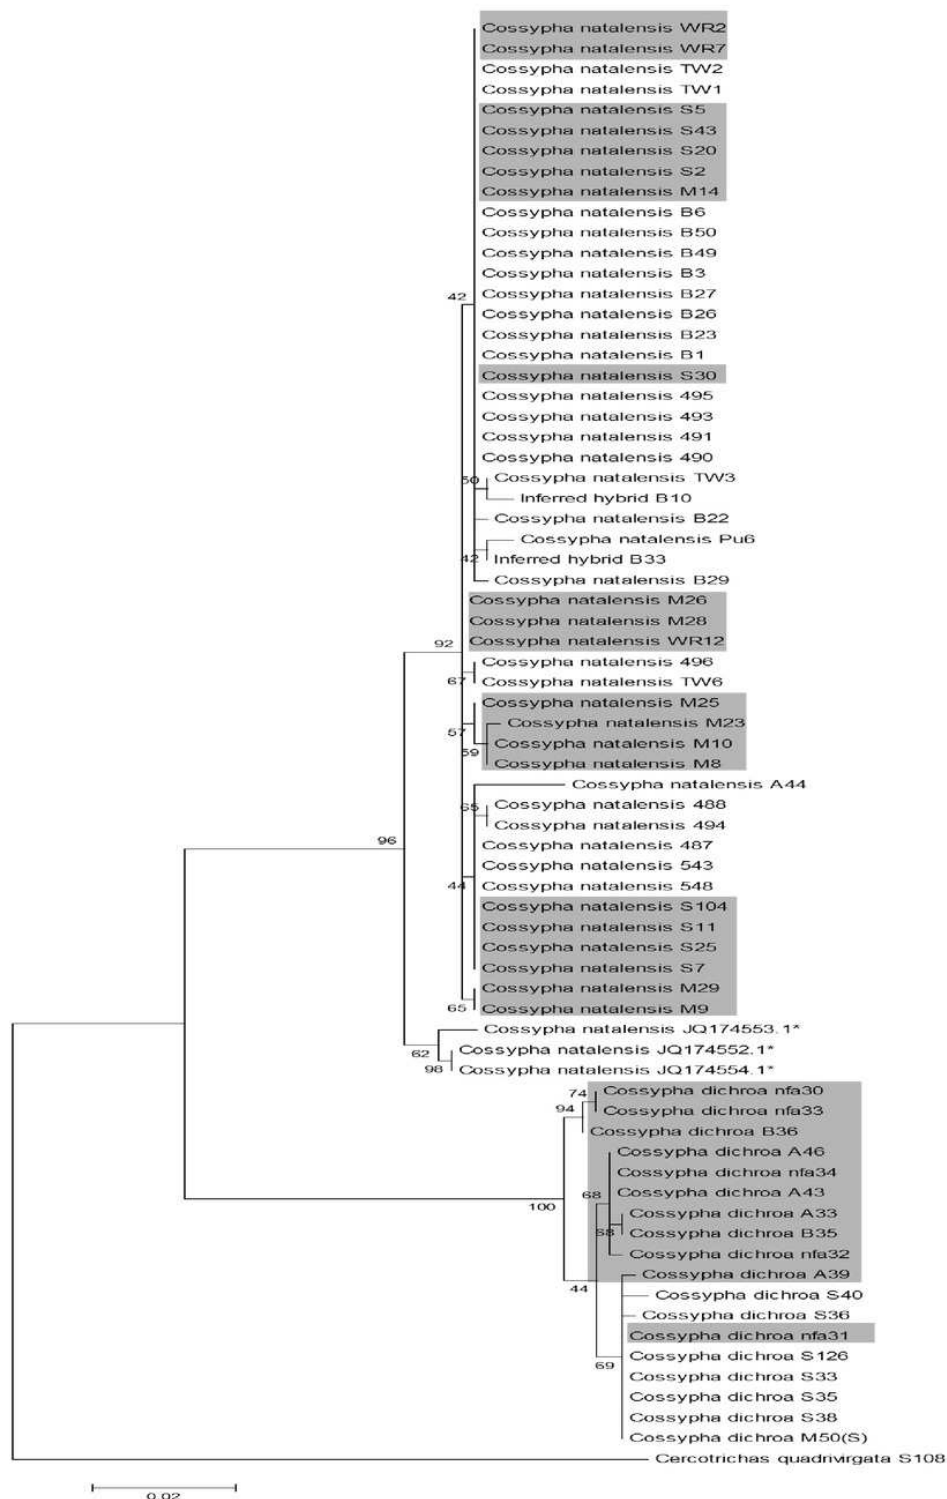 Cossypha natalensis WR2
Cossypha natalensis WR7
Cossypha natalensis TW2
Cossypha natalensis TW1
Cossypha natalensis S5
Cossypha natalensis S43
Cossypha natalensis S20
Cossypha natalensis S2
Cossypha natalensis M14
Cossypha natalensis B6
Cossypha natalensis B50
Cossypha natalensis B49
Cossypha natalensis B3
42
Cossypha natalensis B27
Cossypha natalensis B26
Cossypha natalensis B23
Cossypha natalensis B1
Cossypha natalensis S30
Cossypha natalensis 495
Cossypha natalensis 493
Cossypha natalensis 491
Cossypha natalensis 490
50 Cossypha natalensis TW3
Inferred hybrid B10
Cossypha natalensis B22
Cossypha natalensis Pu6
42 Inferred hybrid B33
Cossypha natalensis B29
Cossypha natalensis M26
Cossypha natalensis M28
92 Cossypha natalensis WR12
Cossypha natalensis 496
67 Cossypha natalensis TW6
Cossypha natalensis M25
57 Cossypha natalensis M23
59 Cossypha natalensis M10
Cossypha natalensis M8
Cossypha natalensis A44
65 Cossypha natalensis 488
Cossypha natalensis 494
96 Cossypha natalensis 487
Cossypha natalensis 543
44 Cossypha natalensis 548
Cossypha natalensis S104
Cossypha natalensis S11
Cossypha natalensis S25
Cossypha natalensis S7
Cossypha natalensis M29
65 Cossypha natalensis M9
Cossypha natalensis JQ174553.1*
62 Cossypha natalensis JQ174552.1*
98 Cossypha natalensis JQ174554.1*
74 Cossypha dichroa nfa30
94 Cossypha dichroa nfa33
Cossypha dichroa B36
Cossypha dichroa A46
Cossypha dichroa nfa34
68 Cossypha dichroa A43
100 Cossypha dichroa A33
68 Cossypha dichroa B35
Cossypha dichroa nfa32
44 Cossypha dichroa A39
Cossypha dichroa S40
Cossypha dichroa S36
Cossypha dichroa nfa31
Cossypha dichroa S126
69 Cossypha dichroa S33
Cossypha dichroa S35
Cossypha dichroa S38
Cossypha dichroa M50(S)
Cercotrichas quadrivirgata S108
0.02